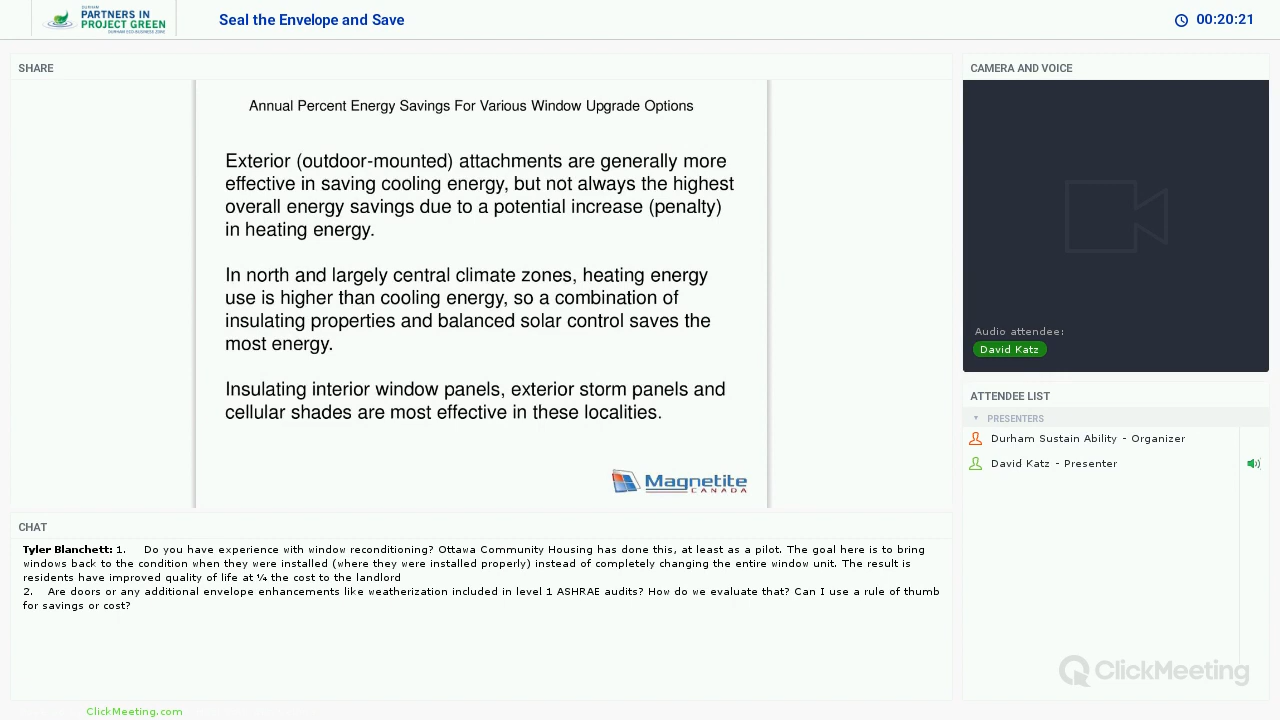 DURHAM
PARTNERS IN
PROJECT GREEN
DURHAM ECO-BUSINESS ZONE
Seal the Envelope and Save
00:20:21
SHARE
Annual Percent Energy Savings For Various Window Upgrade Options
Exterior (outdoor-mounted) attachments are generally more
effective in saving cooling energy, but not always the highest
overall energy savings due to a potential increase (penalty)
in heating energy.
In north and largely central climate zones, heating energy
use is higher than cooling energy, so a combination of
insulating properties and balanced solar control saves the
most energy.
Insulating interior window panels, exterior storm panels and
cellular shades are most effective in these localities.
Magnetite
CANADA
CAMERA AND VOICE
Audio attendee:
David Katz
ATTENDEE LIST
PRESENTERS
Durham Sustain Ability - Organizer
David Katz - Presenter
CHAT
Tyler Blanchett: 1. Do you have experience with window reconditioning? Ottawa Community Housing has done this, at least as a pilot. The goal here is to bring
windows back to the condition when they were installed (where they were installed properly) instead of completely changing the entire window unit. The result is
residents have improved quality of life at ¼ the cost to the landlord
2. Are doors or any additional envelope enhancements like weatherization included in level 1 ASHRAE audits? How do we evaluate that? Can I use a rule of thumb
for savings or cost?
ClickMeeting
ClickMeeting.com